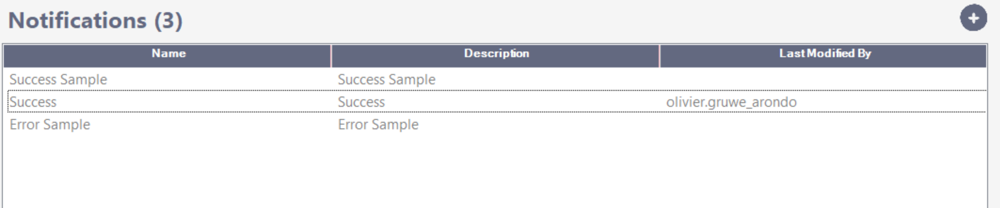 Notifications (3)
Name Description Last Modified By
Success Sample Success Sample
Success Success olivier.gruwe_arondo
Error Sample Error Sample